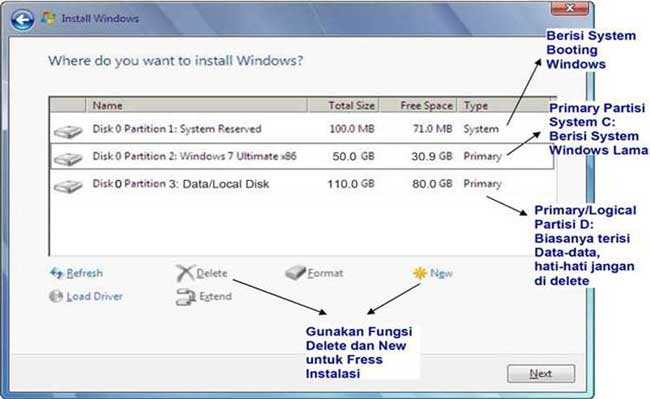 Install Windows
Where do you want to install Windows?
Name Total Size Free Space Type
Disk 0 Partition 1: System Reserved 100.0 MB 71.0 MB System
Disk 0 Partition 2: Windows 7 Ultimate x86 50.0 GB 30.9 GB Primary
Disk 0 Partition 3: Data/Local Disk 110.0 GB 80.0 GB Primary
Refresh Delete Format New
Load Driver Extend
Next
Berisi System
Booting
Windows
Primary Partisi
System C:
Berisi System
Windows Lama
Primary/Logical
Partisi D:
Biasanya terisi
Data-data,
hati-hati jangan
di delete
Gunakan Fungsi
Delete dan New
untuk Fress
Instalasi